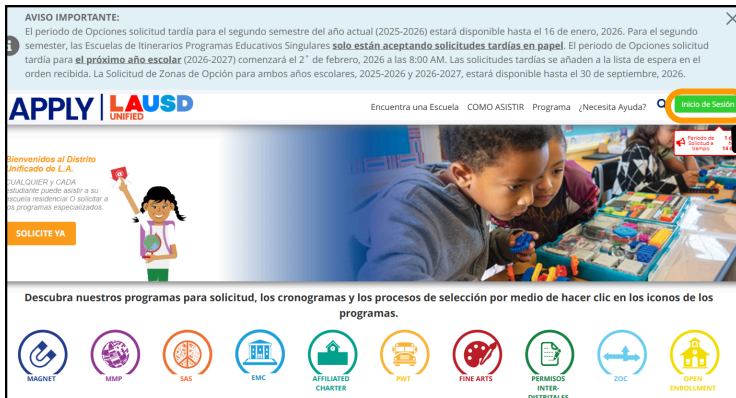 AVISO IMPORTANTE:
El periodo de Opciones solicitud tardía para el segundo semestre del año actual (2025-2026) estará disponible hasta el 16 de enero, 2026. Para el segundo
semester, las Escuelas de Itinerarios Programas Educativos Singulares solo están aceptando solicitudes tardías en papel. El periodo de Opciones solicitud
tardía para el próximo año escolar (2026-2027) comenzará el 2° de febrero, 2026 a las 8:00 AM. Las solicitudes tardías se añaden a la lista de espera en el
orden recibida. La Solicitud de Zonas de Opción para ambos años escolares, 2025-2026 y 2026-2027, estará disponible hasta el 30 de septiembre, 2026.
APPLY LAUSD
UNIFIED
Encuentra una Escuela COMO ASISTIR Programa ¿Necesita Ayuda? Inicio de Sesión
Periodo de
Solicitud a
tiempo
Bienvenidos al Distrito
Unificado de L.A.
CUALQUIER y CADA
estudiante puede asistir a su
escuela residencial O solicitar a
los programas especializados.
SOLICITE YA
Descubra nuestros programas para solicitud, los cronogramas y los procesos de selección por medio de hacer clic en los iconos de los
programas.
MAGNET MMP SAS EMC AFFILIATED CHARTER PWT FINE ARTS PERMISOS INTER-DISTRITALES ZOC OPEN ENROLLMENT